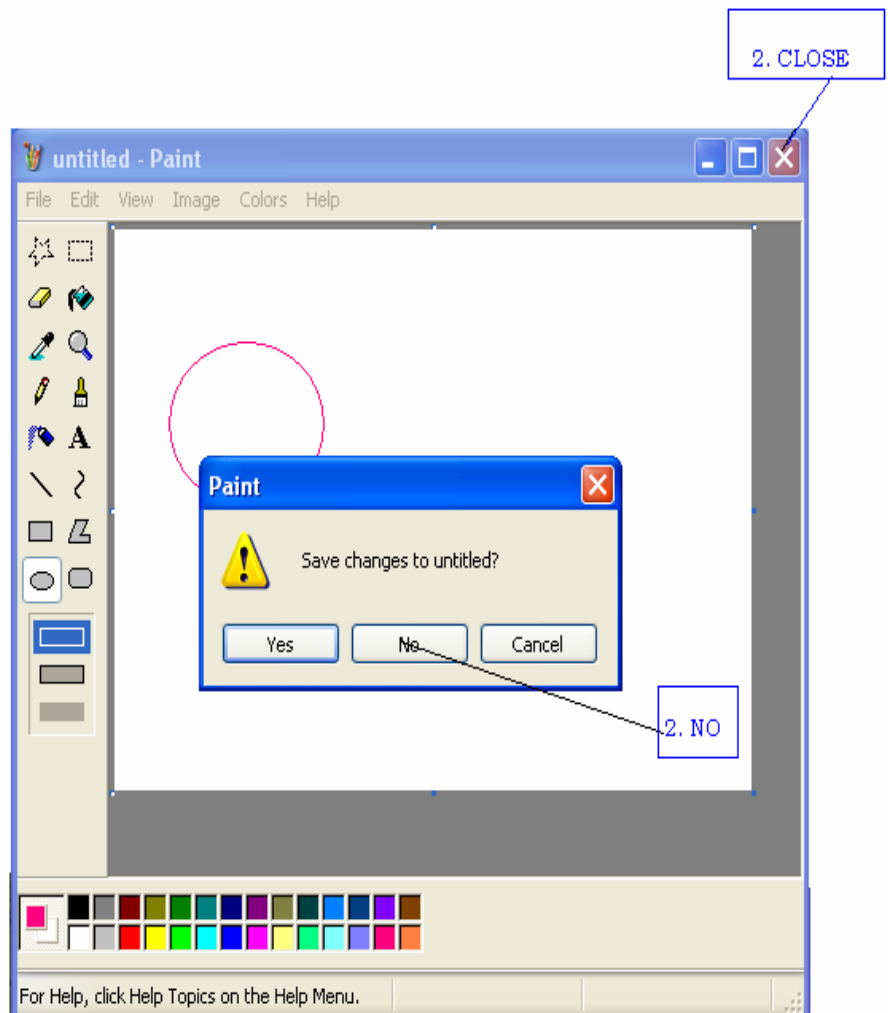 2. CLOSE
untitled - Paint
File Edit View Image Colors Help
A
Paint
Save changes to untitled?
Yes No Cancel
2. NO
For Help, click Help Topics on the Help Menu.